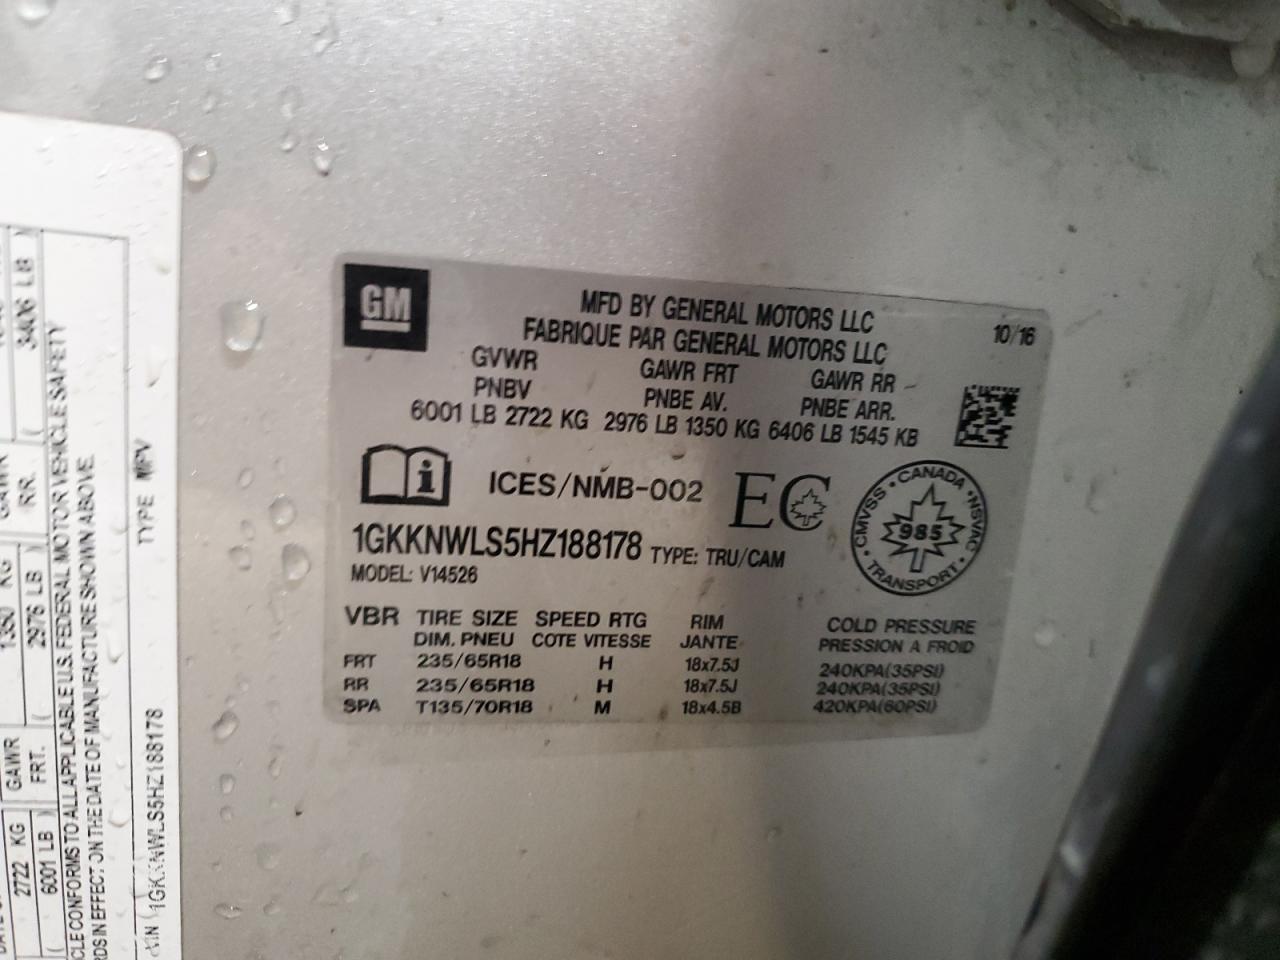 GM
MFD BY GENERAL MOTORS LLC
FABRIQUE PAR GENERAL MOTORS LLC
10/16
GVWR GAWR FRT GAWR RR
PNBV PNBE AV. PNBE ARR.
6001 LB 2722 KG 2976 LB 1350 KG 6406 LB 1545 KB
i ICES/NMB-002 EC
CMVSS • CANADA • NSVAC
985
TRANSPORT
1GKKNWLS5HZ188178 TYPE: TRU/CAM
MODEL: V14526
VBR TIRE SIZE SPEED RTG RIM COLD PRESSURE
DIM. PNEU COTE VITESSE JANTE PRESSION A FROID
FRT 235/65R18 H 18x7.5J 240KPA(35PSI)
RR 235/65R18 H 18x7.5J 240KPA(35PSI)
SPA T135/70R18 M 18x4.5B 420KPA(60PSI)
2722 KG GAWR 1350 KG GAWR
( 6001 LB ) FRT. ( 2976 LB ) RR. ( 3406 LB )
CLE CONFORMS TO ALL APPLICABLE U.S. FEDERAL MOTOR VEHICLE SAFETY
RDS IN EFFECT ON THE DATE OF MANUFACTURE SHOWN ABOVE.
VIN 1GKKNWLS5HZ188178 TYPE MPV